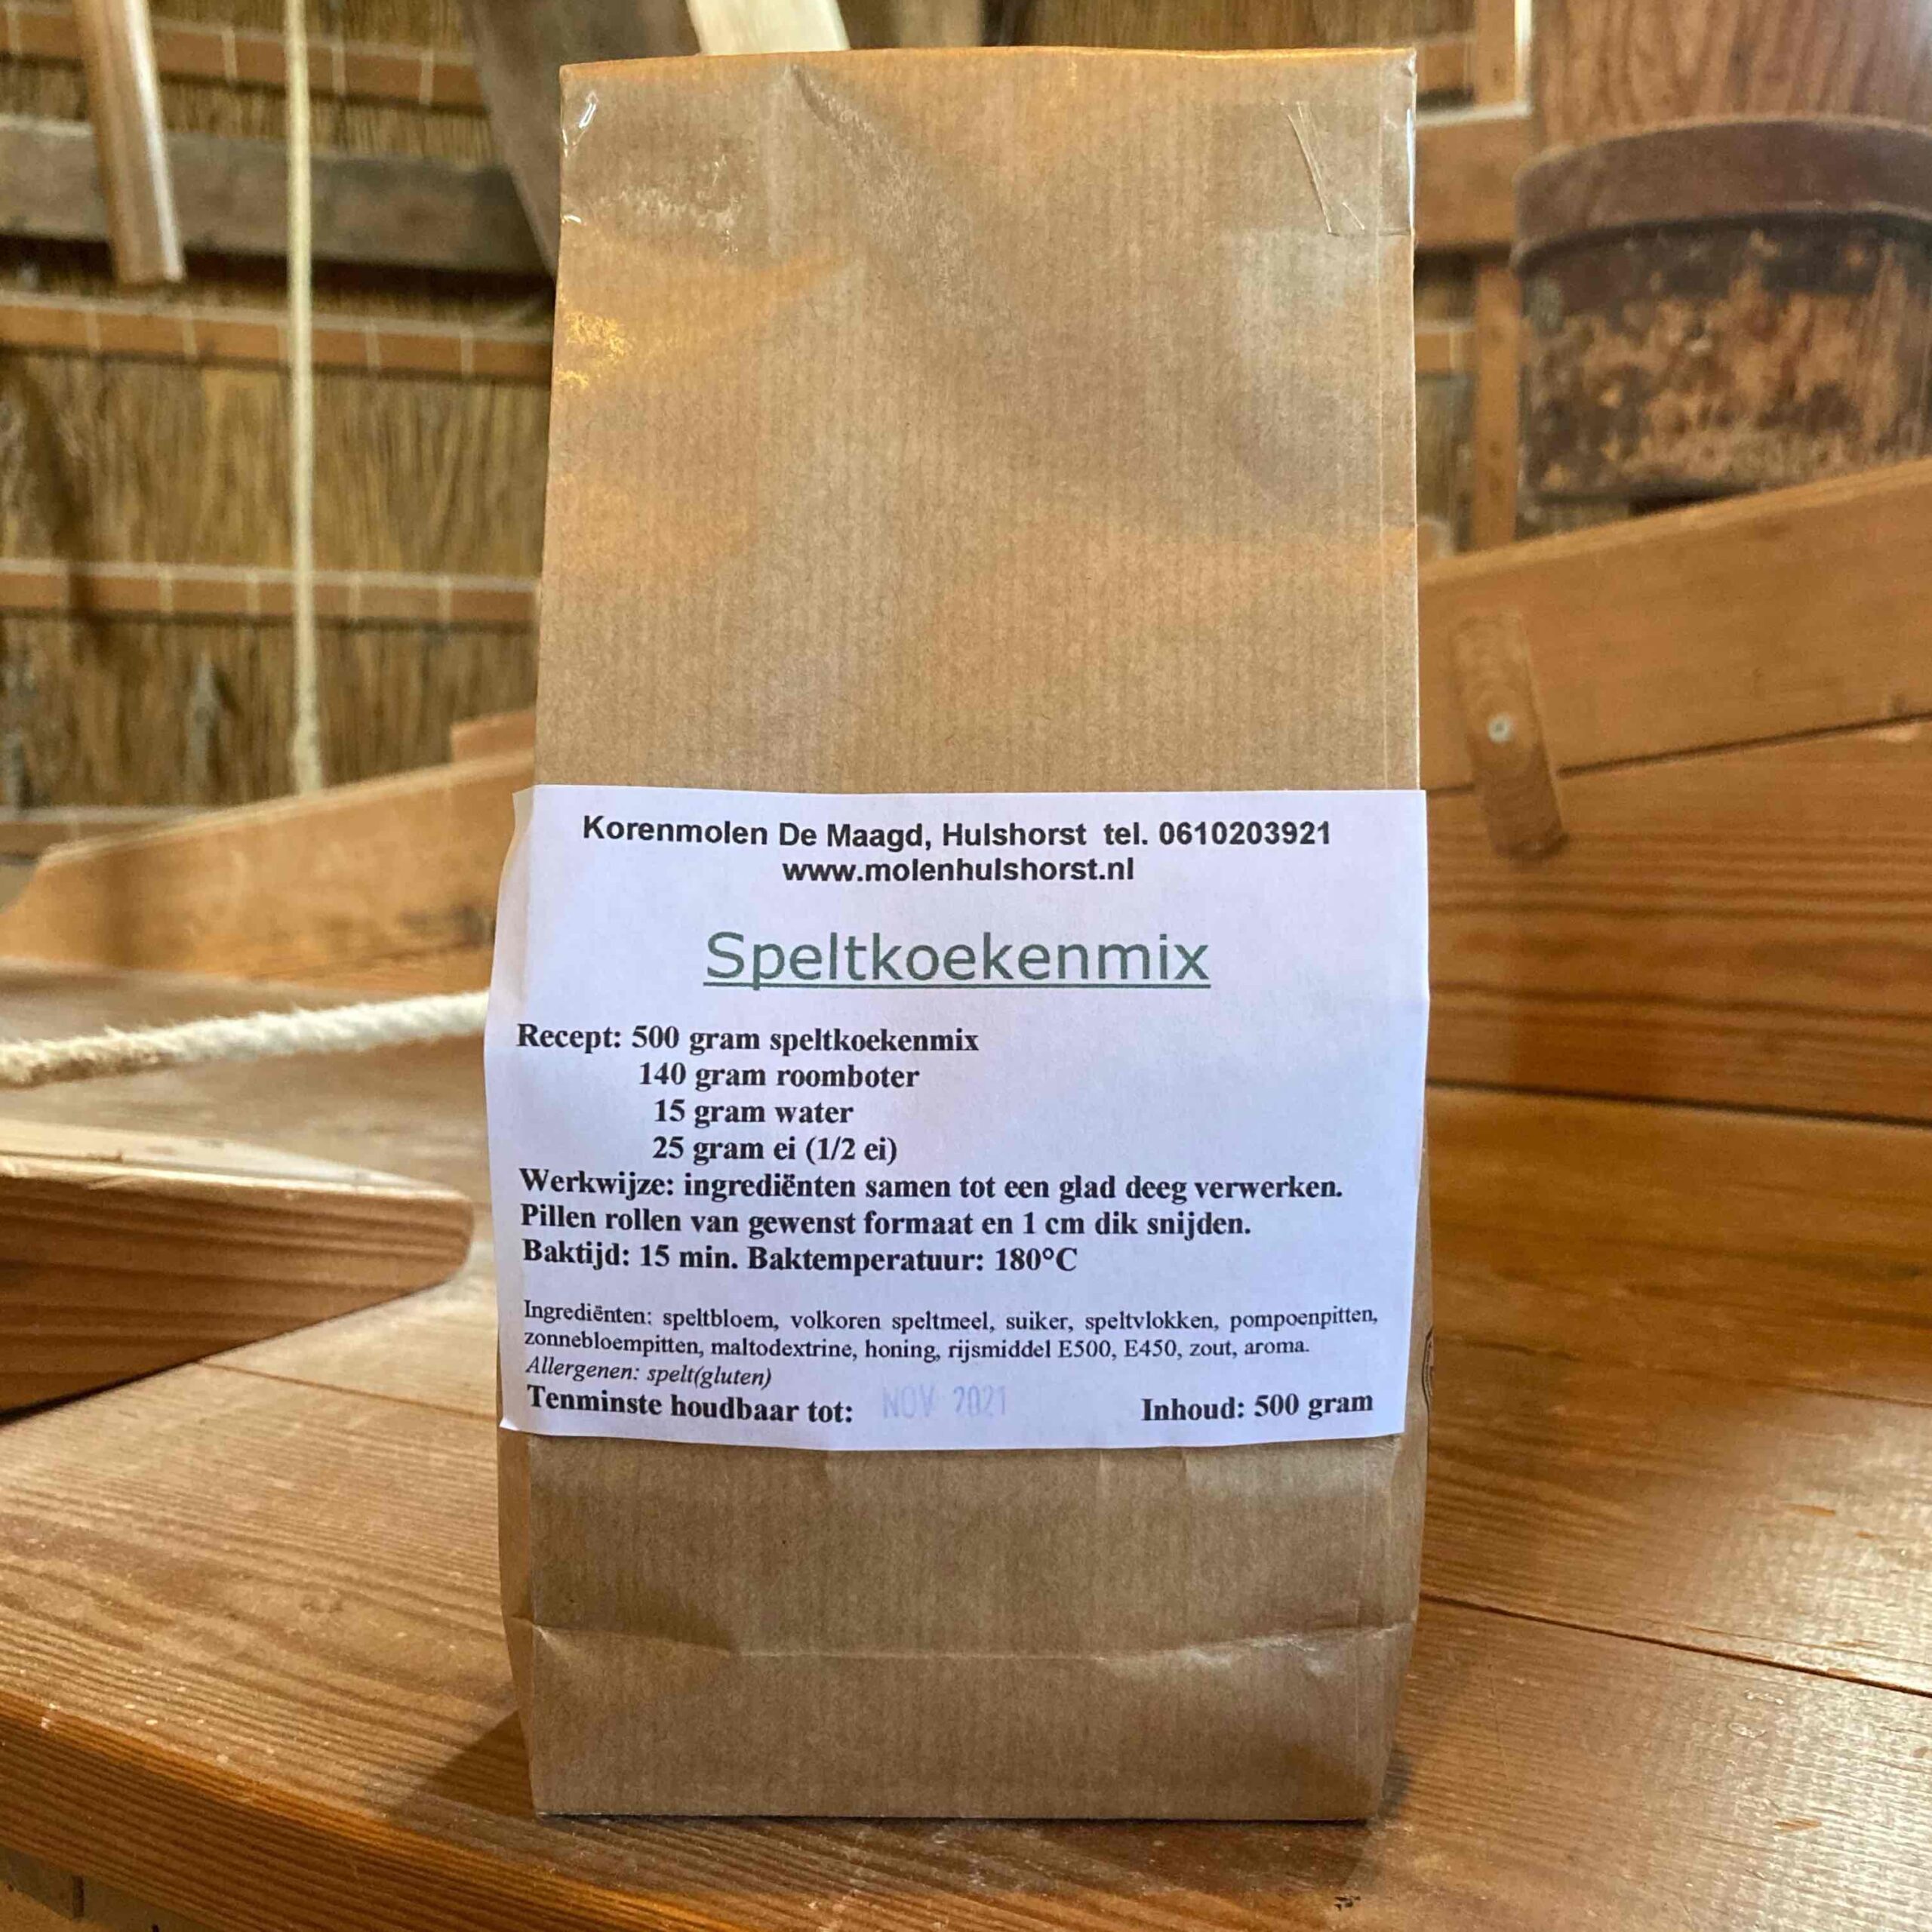 Korenmolen De Maagd, Hulshorst tel. 0610203921
www.molenhulshorst.nl
Speltkoekenmix
Recept: 500 gram speltkoekenmix
140 gram roomboter
15 gram water
25 gram ei (1/2 ei)
Werkwijze: ingrediënten samen tot een glad deeg verwerken.
Pillen rollen van gewenst formaat en 1 cm dik snijden.
Baktijd: 15 min. Baktemperatuur: 180°C
Ingrediënten: speltbloem, volkoren speltmeel, suiker, speltvlokken, pompoenpitten,
zonnebloempitten, maltodextrine, honing, rijsmiddel E500, E450, zout, aroma.
Allergenen: spelt(gluten)
Tenminste houdbaar tot: NOV 2021 Inhoud: 500 gram